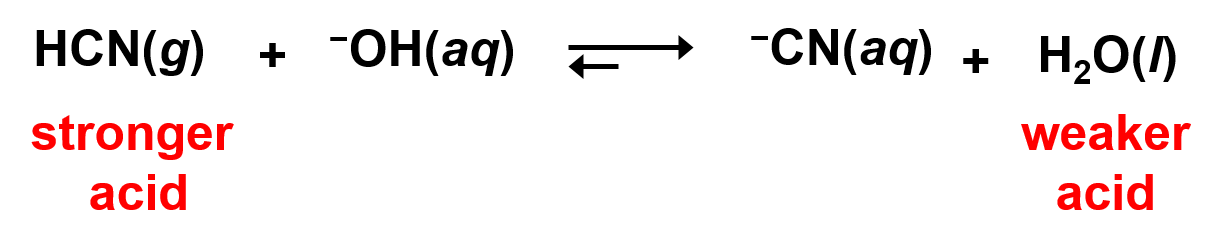 HCN(g) + ⁻OH(aq) ⇌ ⁻CN(aq) + H₂O(l)
stronger weaker
acid acid